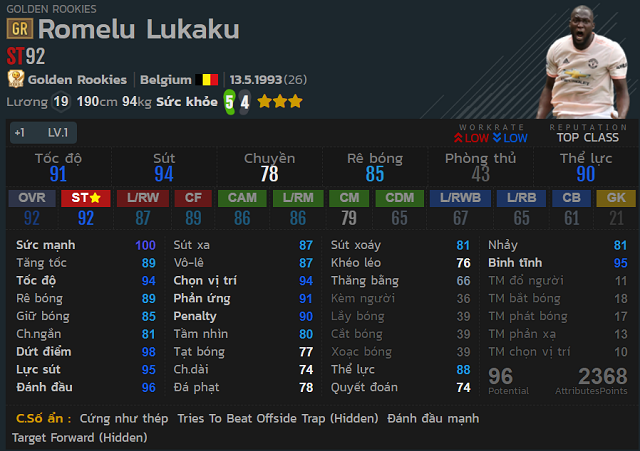 GOLDEN ROOKIES
GR Romelu Lukaku
ST 92
Golden Rookies Belgium 13.5.1993 (26)
Lương 19 190cm 94kg Sức khỏe 5 4
+1 LV.1
WORKRATE
LOW LOW
REPUTATION
TOP CLASS
Tốc độ Sút Chuyền Rê bóng Phòng thủ Thể lực
91 94 78 85 43 90
OVR ST L/RW CF CAM L/RM CM CDM L/RWB L/RB CB GK
92 92 87 89 86 86 79 65 67 65 61 21
Sức mạnh 100 Sút xa 87 Sút xoáy 81 Nhảy 81
Tăng tốc 89 Vô-lê 87 Khéo léo 76 Bình tĩnh 95
Tốc độ 94 Chọn vị trí 94 Thăng bằng 66 TM đổ người 11
Rê bóng 89 Phản ứng 91 Kèm người 36 TM bắt bóng 18
Giữ bóng 85 Penalty 90 Lấy bóng 39 TM phát bóng 17
Ch.ngắn 81 Tầm nhìn 80 Cắt bóng 39 TM phản xạ 13
Dứt điểm 98 Tạt bóng 77 Xoạc bóng 39 TM chọn vị trí 10
Lực sút 95 Ch.dài 74 Thể lực 88 96 2368
Đánh đầu 96 Đá phạt 78 Quyết đoán 74 Potential AttributesPoints
C.Số ẩn : Cứng như thép Tries To Beat Offside Trap (Hidden) Đánh đầu mạnh
Target Forward (Hidden)